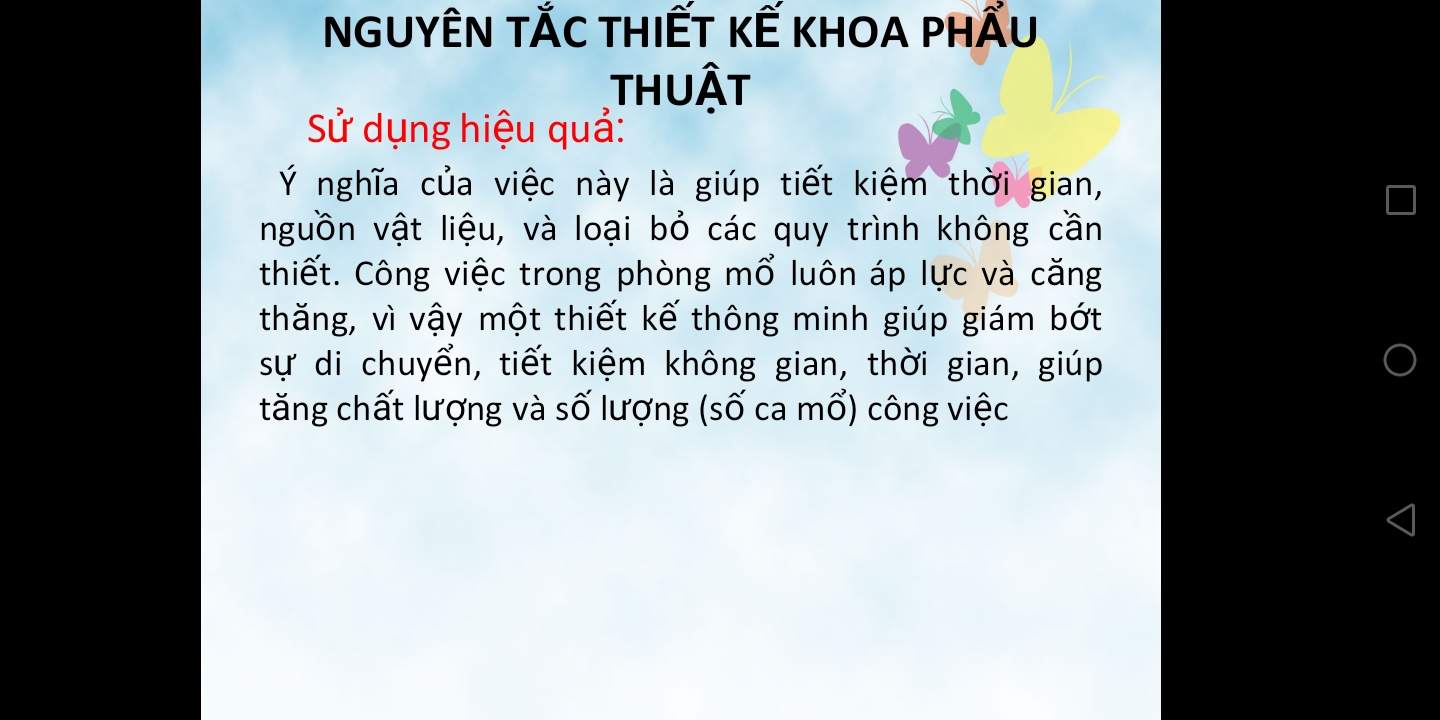 NGUYÊN TẮC THIẾT KẾ KHOA PHẨU
THUẬT
Sử dụng hiệu quả:
Ý nghĩa của việc này là giúp tiết kiệm thời gian,
nguồn vật liệu, và loại bỏ các quy trình không cần
thiết. Công việc trong phòng mổ luôn áp lực và căng
thăng, vì vậy một thiết kế thông minh giúp giám bớt
sự di chuyển, tiết kiệm không gian, thời gian, giúp
tăng chất lượng và số lượng (số ca mổ) công việc